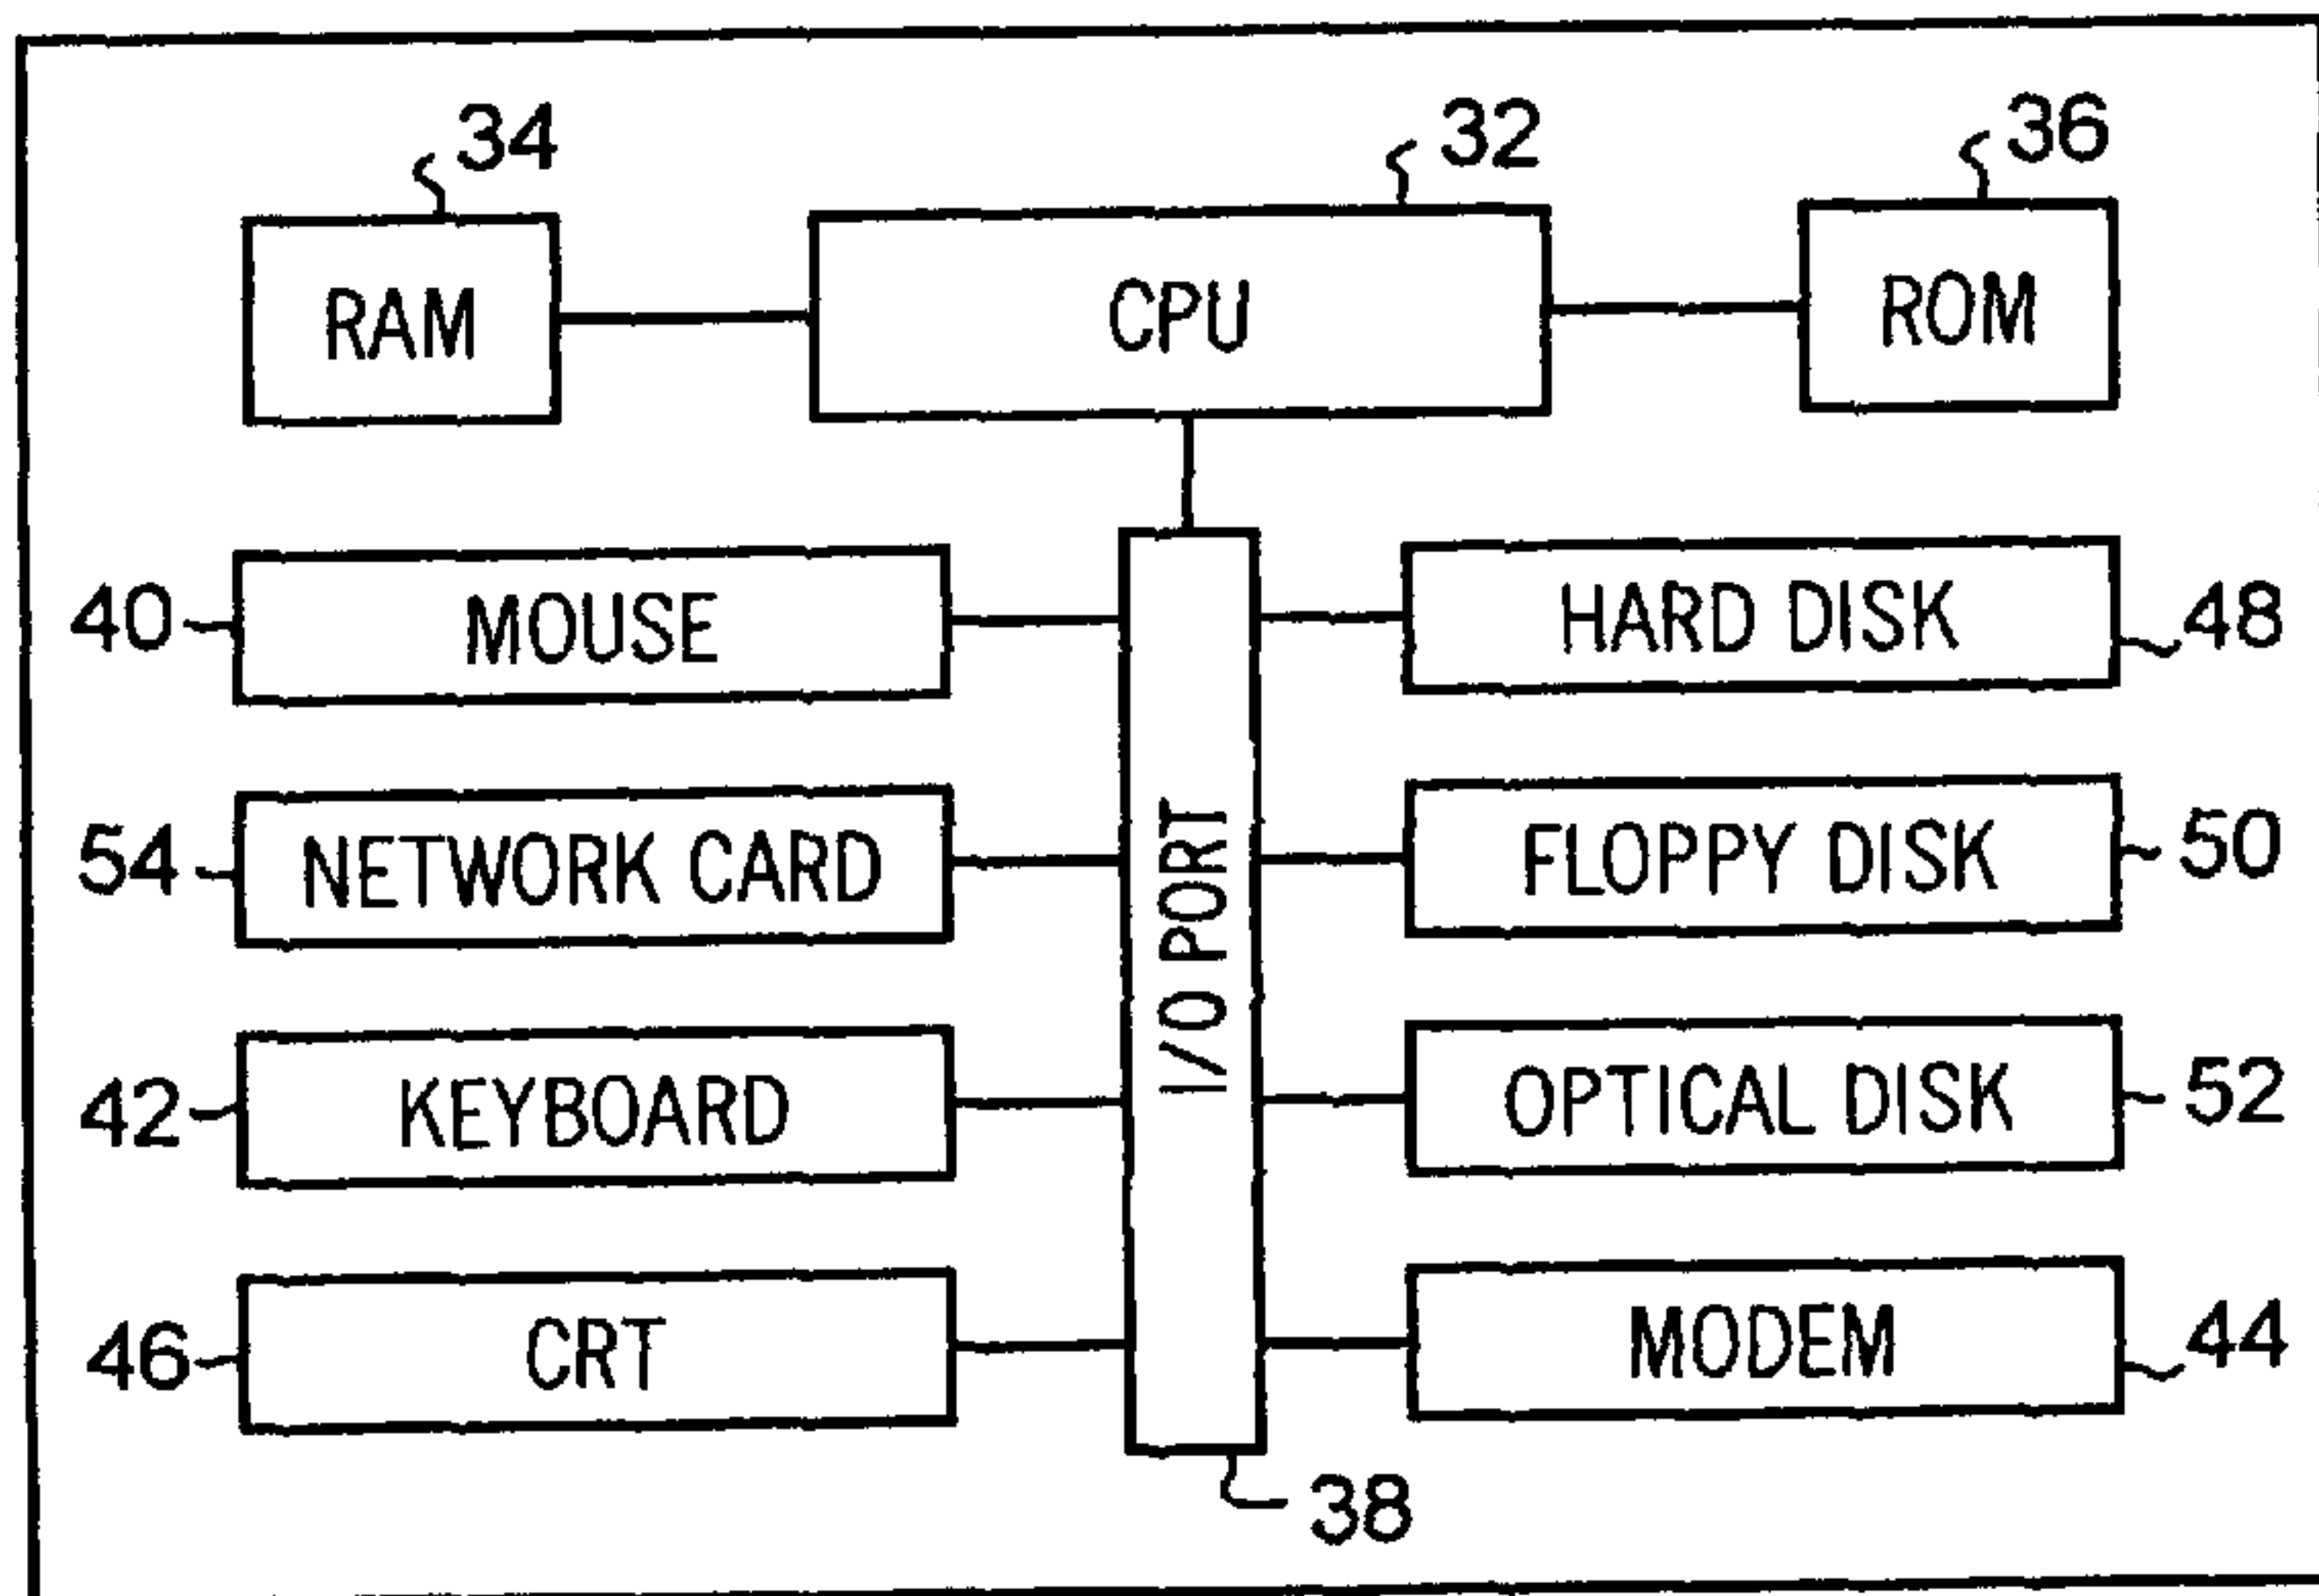 34
32
36
RAM
CPU
ROM
40
MOUSE
HARD DISK
48
54
NETWORK CARD
I/O PORT
FLOPPY DISK
50
42
KEYBOARD
OPTICAL DISK
52
46
CRT
MODEM
44
38